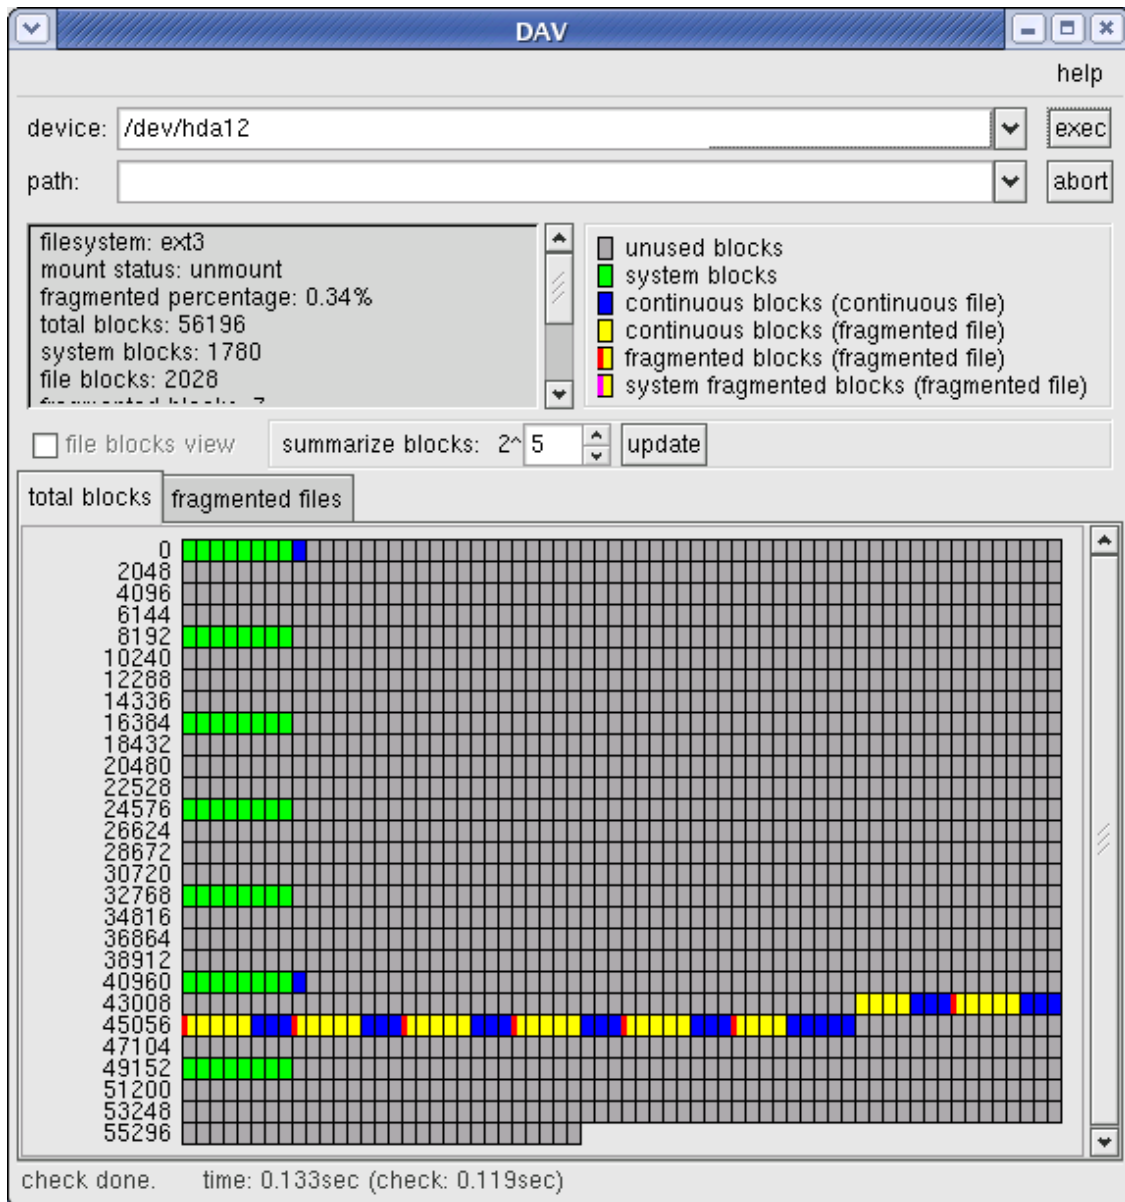 DAV
help
device: /dev/hda12 exec
path: abort
filesystem: ext3
mount status: unmount
fragmented percentage: 0.34%
total blocks: 56196
system blocks: 1780
file blocks: 2028
unused blocks
system blocks
continuous blocks (continuous file)
continuous blocks (fragmented file)
fragmented blocks (fragmented file)
system fragmented blocks (fragmented file)
file blocks view summarize blocks: 2^ 5 update
total blocks fragmented files
0
2048
4096
6144
8192
10240
12288
14336
16384
18432
20480
22528
24576
26624
28672
30720
32768
34816
36864
38912
40960
43008
45056
47104
49152
51200
53248
55296
check done. time: 0.133sec (check: 0.119sec)